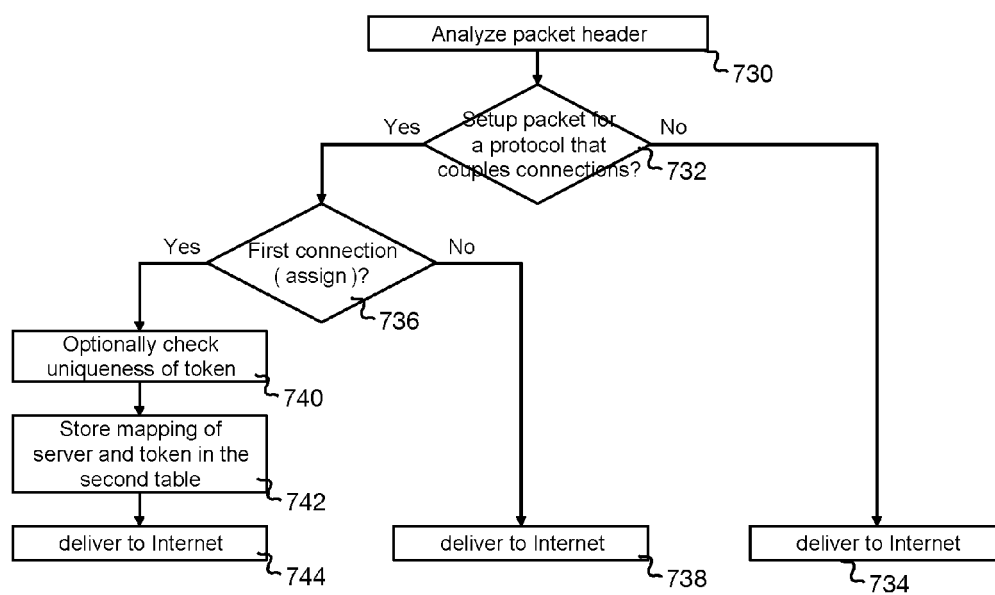 Analyze packet header
730
Yes
Setup packet for
a protocol that
couples connections?
No
732
Yes
First connection
( assign )?
No
736
Optionally check
uniqueness of token
740
Store mapping of
server and token in the
second table
742
deliver to Internet
744
deliver to Internet
738
deliver to Internet
734